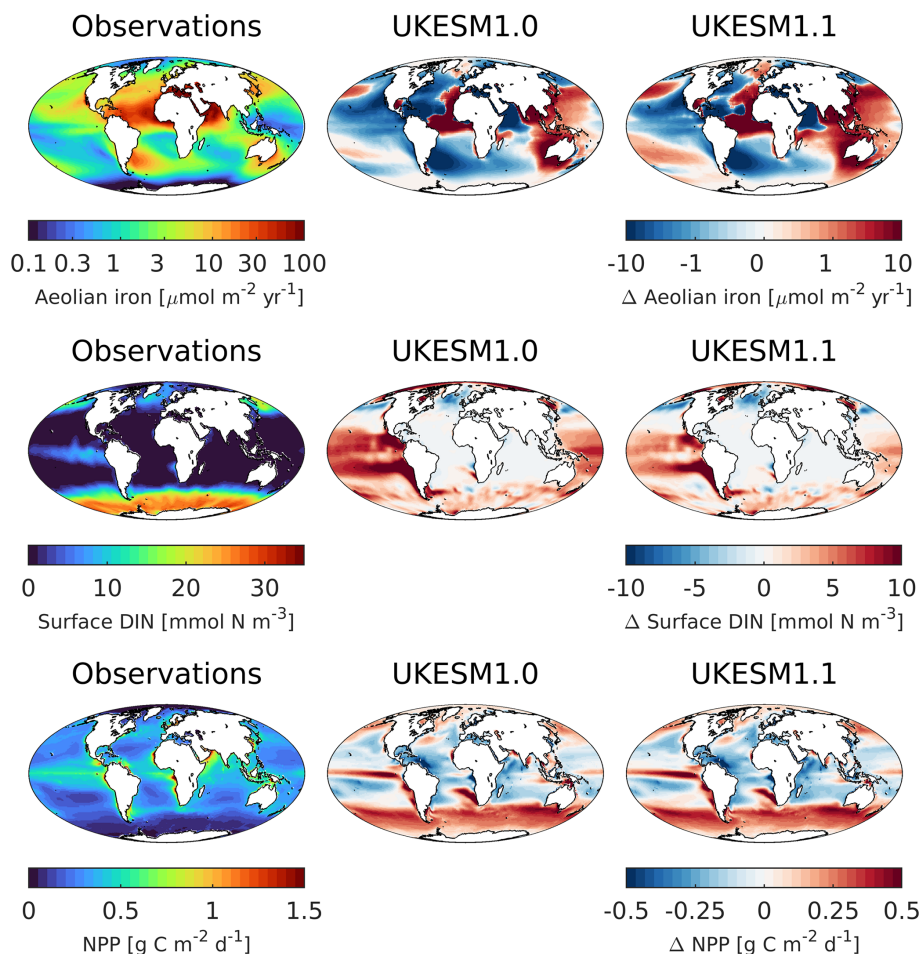 Observations UKESM1.0 UKESM1.1
0.1 0.3 1 3 10 30 100 -10 -1 0 1 10
Aeolian iron [μmol m⁻² yr⁻¹] Δ Aeolian iron [μmol m⁻² yr⁻¹]
Observations UKESM1.0 UKESM1.1
0 10 20 30 -10 -5 0 5 10
Surface DIN [mmol N m⁻³] Δ Surface DIN [mmol N m⁻³]
Observations UKESM1.0 UKESM1.1
0 0.5 1 1.5 -0.5 -0.25 0 0.25 0.5
NPP [g C m⁻² d⁻¹] Δ NPP [g C m⁻² d⁻¹]